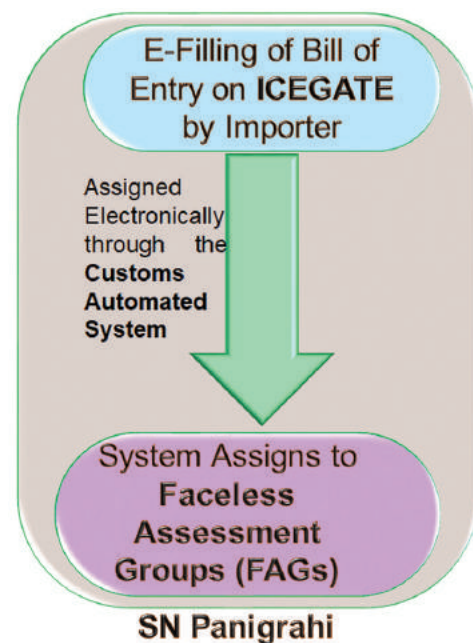 E-Filling of Bill of
Entry on ICEGATE
by Importer
Assigned
Electronically
through the
Customs
Automated
System
System Assigns to
Faceless
Assessment
Groups (FAGs)
SN Panigrahi